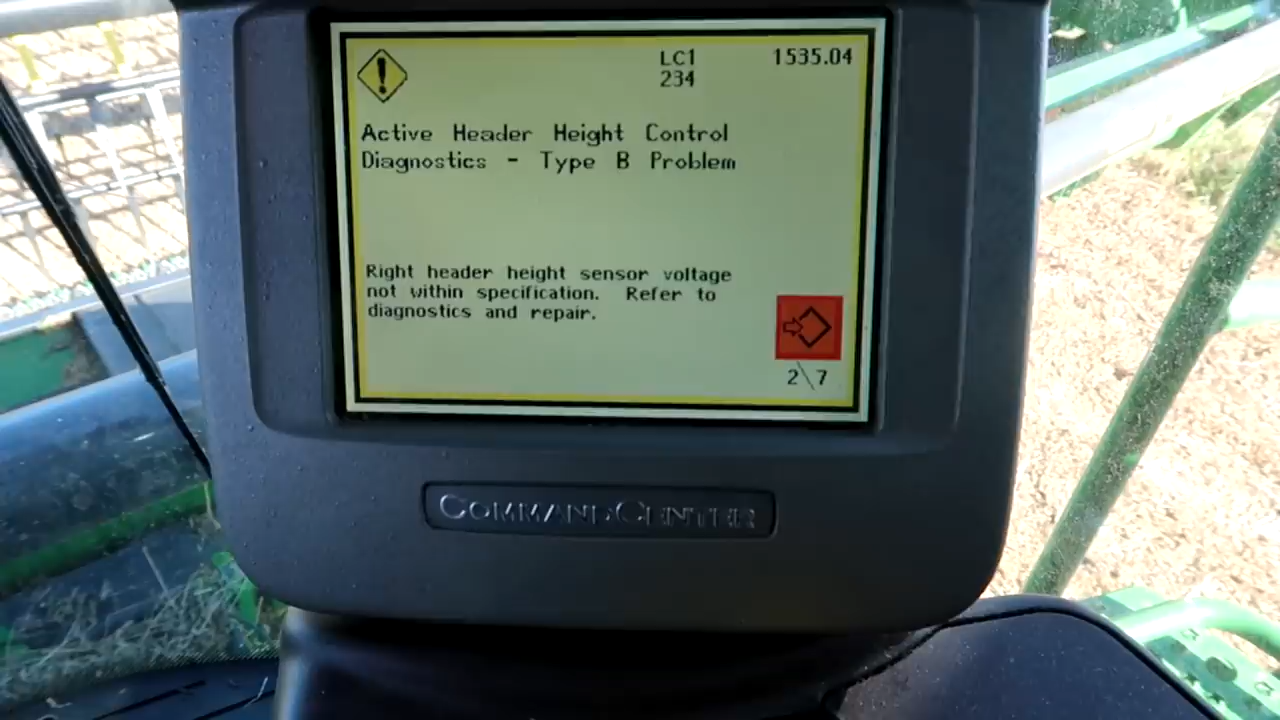 LC1
234
1535.04
Active Header Height Control
Diagnostics - Type B Problem
Right header height sensor voltage
not within specification. Refer to
diagnostics and repair.
2\7
COMMANDCENTER